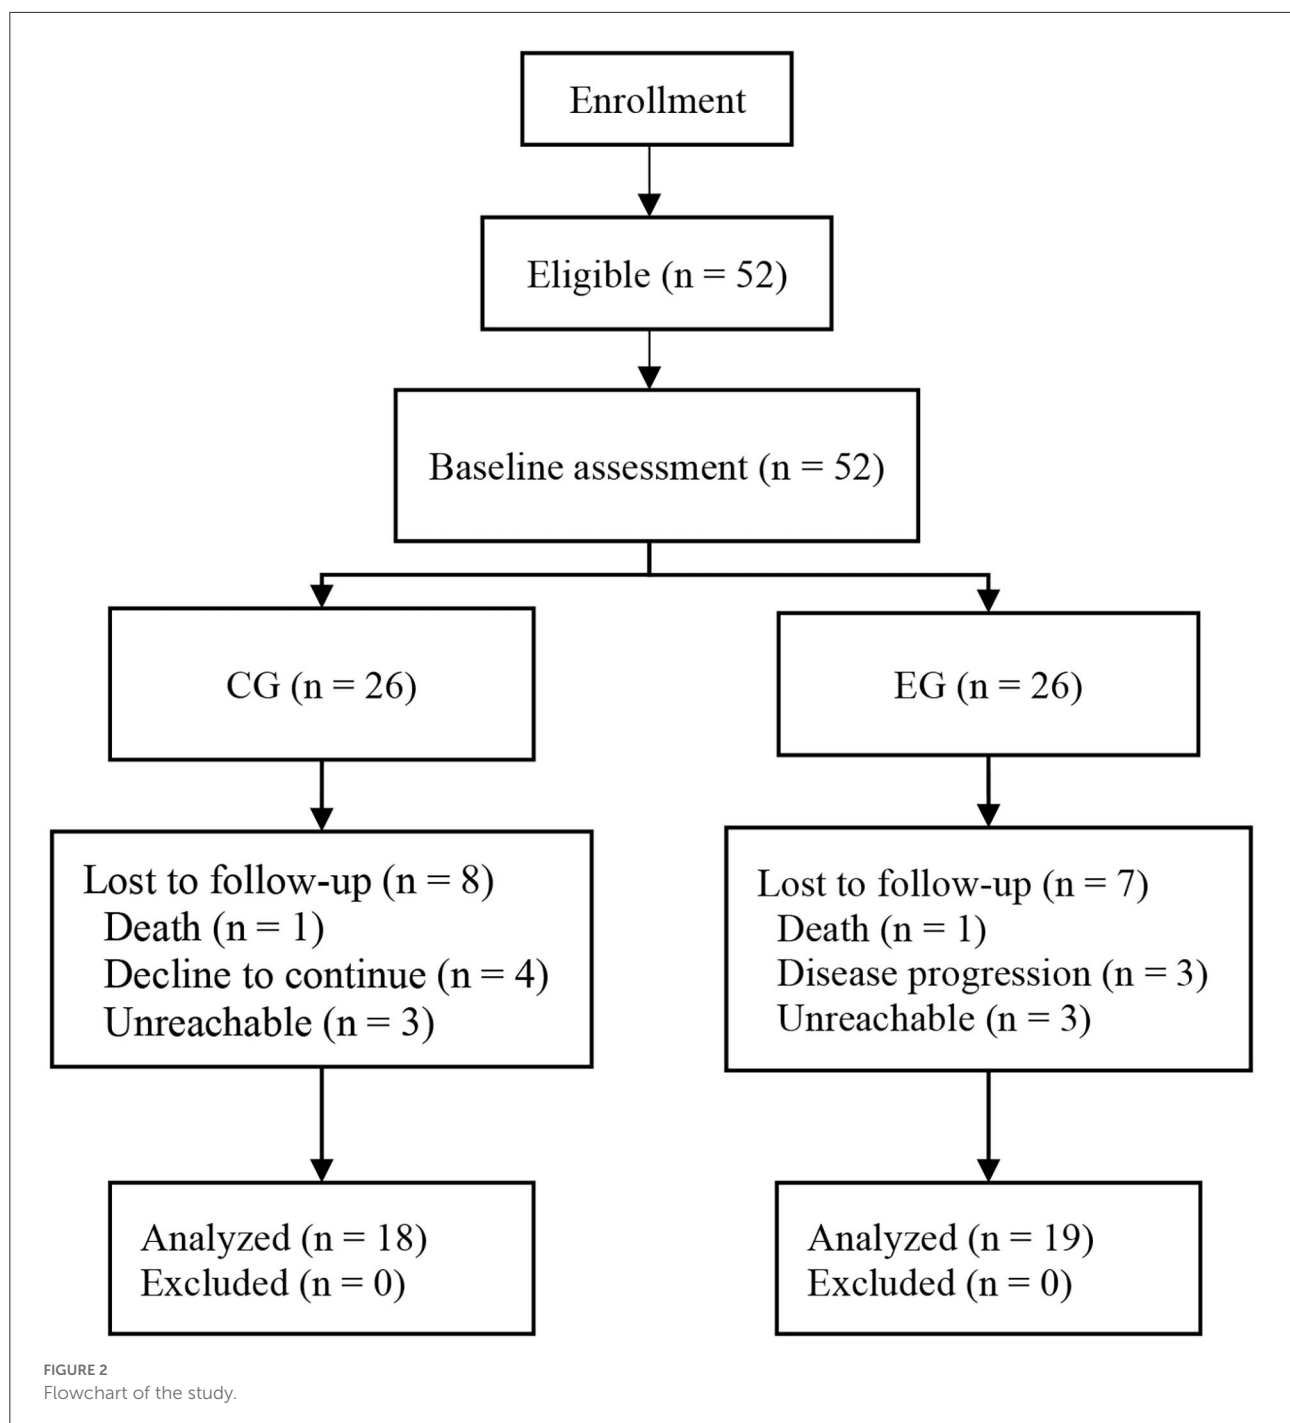 Enrollment
Eligible (n = 52)
Baseline assessment (n = 52)
CG (n = 26)
EG (n = 26)
Lost to follow-up (n = 8)
Death (n = 1)
Decline to continue (n = 4)
Unreachable (n = 3)
Lost to follow-up (n = 7)
Death (n = 1)
Disease progression (n = 3)
Unreachable (n = 3)
Analyzed (n = 18)
Excluded (n = 0)
Analyzed (n = 19)
Excluded (n = 0)
FIGURE 2
Flowchart of the study.